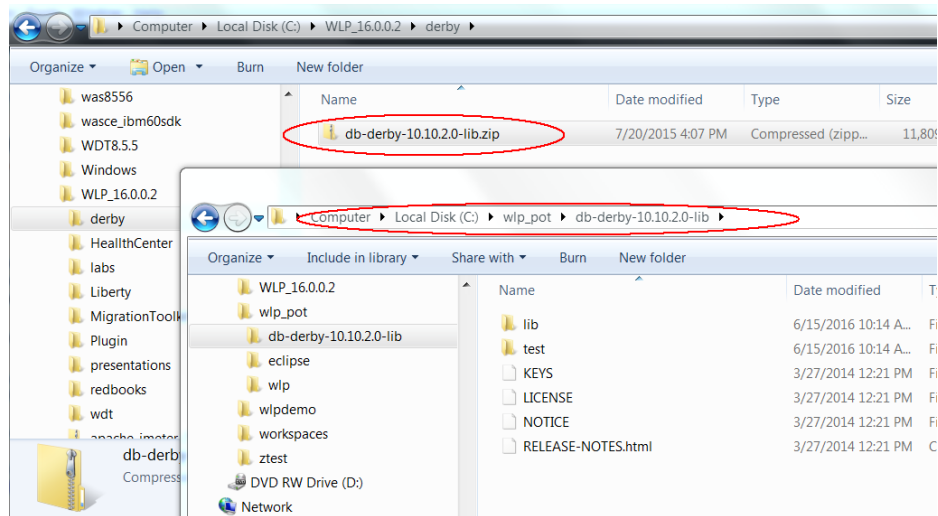 Computer Local Disk (C:) WLP_16.0.0.2 derby
Organize Open Burn New folder
was8556
wasce_ibm60sdk
WDT8.5.5
Windows
WLP_16.0.0.2
derby
HeallthCenter
labs
Liberty
MigrationToolk
Plugin
presentations
redbooks
wdt
apache_jmeter
db-derb
Compress
Name Date modified Type Size
db-derby-10.10.2.0-lib.zip 7/20/2015 4:07 PM Compressed (zipp... 11,809
Computer Local Disk (C:) wlp_pot db-derby-10.10.2.0-lib
Organize Include in library Share with Burn New folder
WLP_16.0.0.2
wlp_pot
db-derby-10.10.2.0-lib
eclipse
wlp
wlpdemo
workspaces
ztest
DVD RW Drive (D:)
Network
Name Date modified T
lib 6/15/2016 10:14 A... Fi
test 6/15/2016 10:14 A... Fi
KEYS 3/27/2014 12:21 PM Fi
LICENSE 3/27/2014 12:21 PM Fi
NOTICE 3/27/2014 12:21 PM Fi
RELEASE-NOTES.html 3/27/2014 12:21 PM C